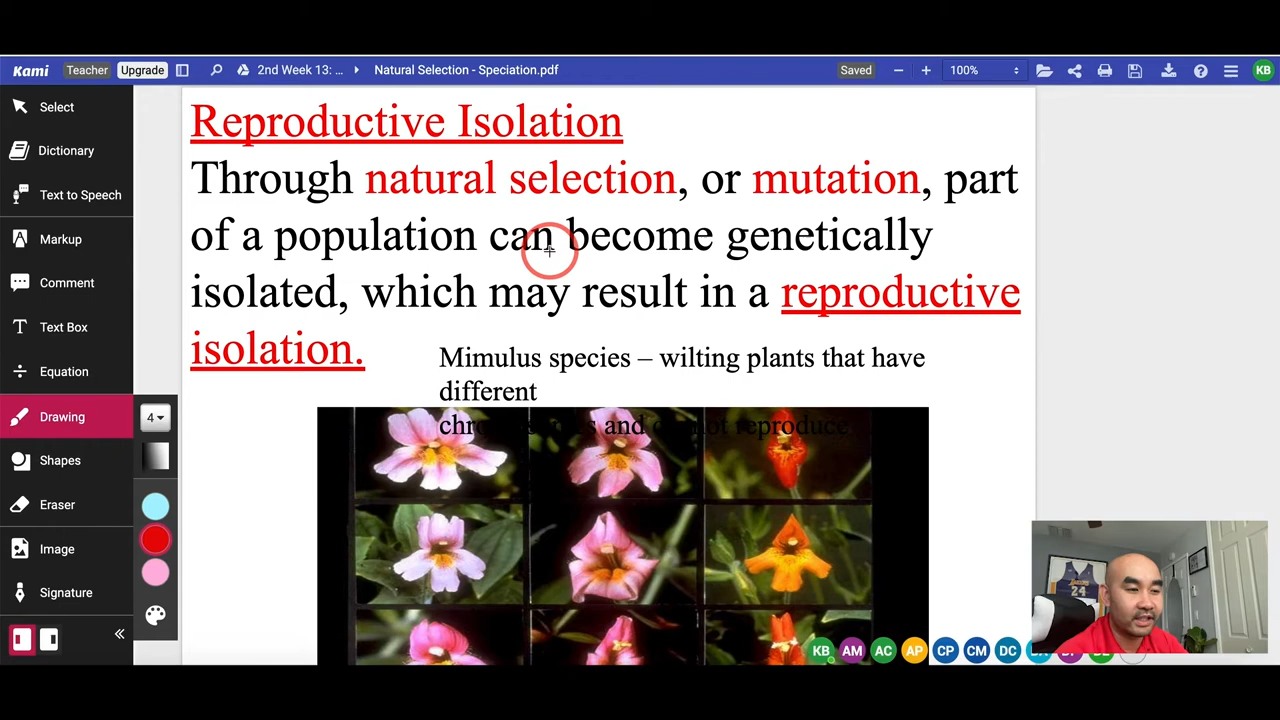 Kami Teacher Upgrade 2nd Week 13: ... Natural Selection - Speciation.pdf Saved 100% KB
Select
Dictionary
Text to Speech
Markup
Comment
Text Box
Equation
Drawing
4
Shapes
Eraser
Image
Signature
Reproductive Isolation
Through natural selection, or mutation, part
of a population can become genetically
isolated, which may result in a reproductive
isolation.
Mimulus species – wilting plants that have
different
and reproduce
24
KB AM AC AP CP CM DC